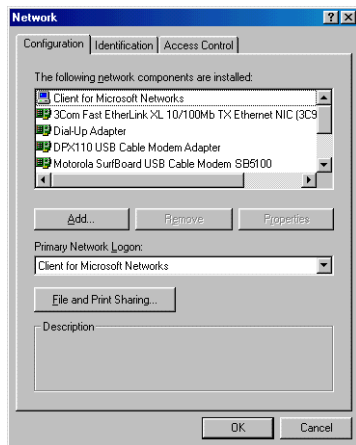 Network
Configuration Identification Access Control
The following network components are installed:
Client for Microsoft Networks
3Com Fast EtherLink XL 10/100Mb TX Ethernet NIC (3C9
Dial-Up Adapter
DPX110 USB Cable Modem Adapter
Motorola SurfBoard USB Cable Modem SB5100
Add... Remove Properties
Primary Network Logon:
Client for Microsoft Networks
File and Print Sharing...
Description
OK Cancel